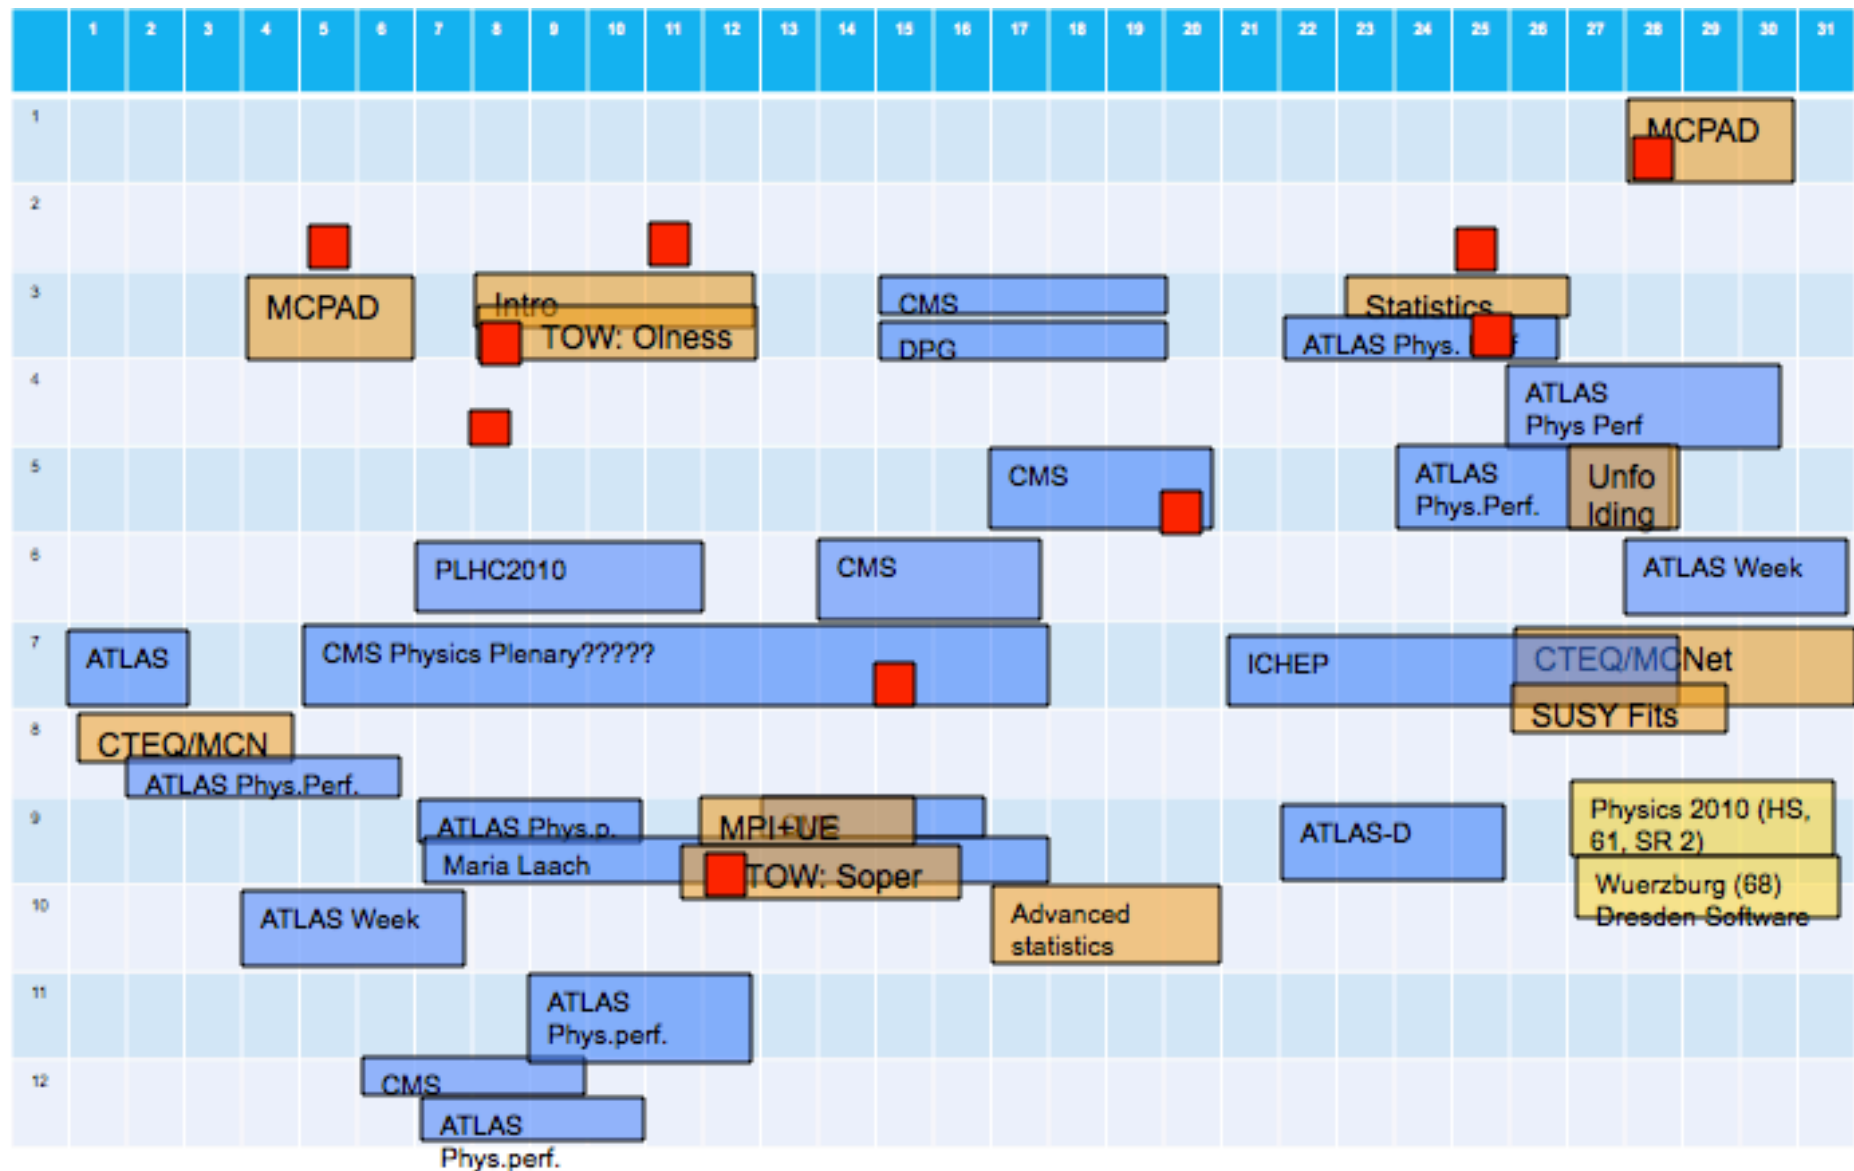 1 2 3 4 5 6 7 8 9 10 11 12 13 14 15 16 17 18 19 20 21 22 23 24 25 26 27 28 29 30 31
1
MCPAD
2
3
MCPAD
Intro
TOW: Olness
CMS
DPG
Statistics
ATLAS Phys.
4
ATLAS
Phys Perf
5
CMS
ATLAS
Phys.Perf.
Unfo
lding
6
PLHC2010
CMS
ATLAS Week
7
ATLAS
CMS Physics Plenary?????
ICHEP
CTEQ/MCNet
SUSY Fits
8
CTEQ/MCN
ATLAS Phys.Perf.
9
ATLAS Phys.p.
Maria Laach
MPI+UE
TOW: Soper
ATLAS-D
Physics 2010 (HS,
61, SR 2)
Wuerzburg (68)
Dresden Software
10
ATLAS Week
Advanced
statistics
11
ATLAS
Phys.perf.
12
CMS
ATLAS
Phys.perf.